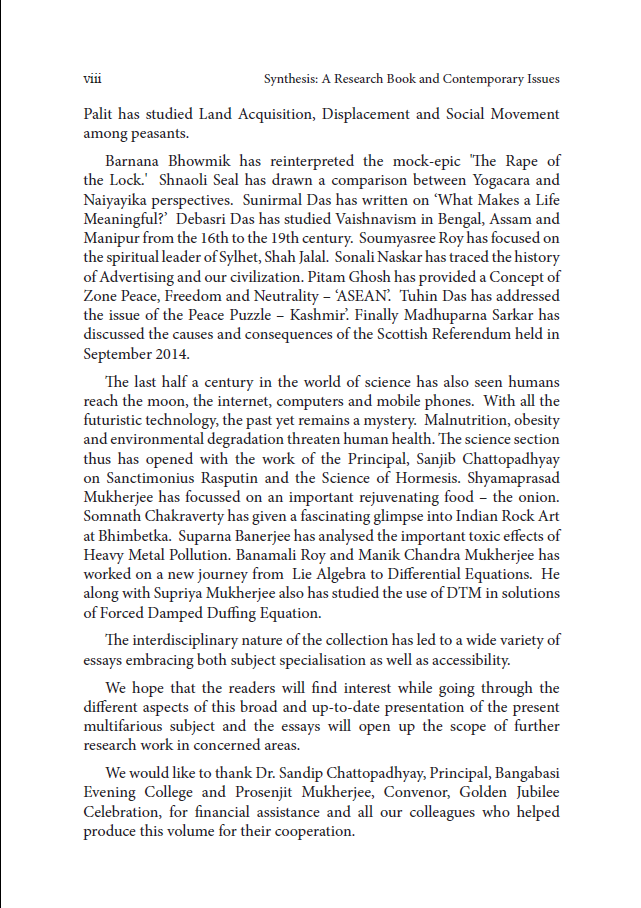 viii Synthesis: A Research Book and Contemporary Issues
Palit has studied Land Acquisition, Displacement and Social Movement
among peasants.
Barnana Bhowmik has reinterpreted the mock-epic 'The Rape of
the Lock.' Shnaoli Seal has drawn a comparison between Yogacara and
Naiyayika perspectives. Sunirmal Das has written on ‘What Makes a Life
Meaningful?’ Debasri Das has studied Vaishnavism in Bengal, Assam and
Manipur from the 16th to the 19th century. Soumyasree Roy has focused on
the spiritual leader of Sylhet, Shah Jalal. Sonali Naskar has traced the history
of Advertising and our civilization. Pitam Ghosh has provided a Concept of
Zone Peace, Freedom and Neutrality – ‘ASEAN’. Tuhin Das has addressed
the issue of the Peace Puzzle – Kashmir’. Finally Madhuparna Sarkar has
discussed the causes and consequences of the Scottish Referendum held in
September 2014.
The last half a century in the world of science has also seen humans
reach the moon, the internet, computers and mobile phones. With all the
futuristic technology, the past yet remains a mystery. Malnutrition, obesity
and environmental degradation threaten human health. The science section
thus has opened with the work of the Principal, Sanjib Chattopadhyay
on Sanctimonius Rasputin and the Science of Hormesis. Shyamaprasad
Mukherjee has focussed on an important rejuvenating food – the onion.
Somnath Chakraverty has given a fascinating glimpse into Indian Rock Art
at Bhimbetka. Suparna Banerjee has analysed the important toxic effects of
Heavy Metal Pollution. Banamali Roy and Manik Chandra Mukherjee has
worked on a new journey from Lie Algebra to Differential Equations. He
along with Supriya Mukherjee also has studied the use of DTM in solutions
of Forced Damped Duffing Equation.
The interdisciplinary nature of the collection has led to a wide variety of
essays embracing both subject specialisation as well as accessibility.
We hope that the readers will find interest while going through the
different aspects of this broad and up-to-date presentation of the present
multifarious subject and the essays will open up the scope of further
research work in concerned areas.
We would like to thank Dr. Sandip Chattopadhyay, Principal, Bangabasi
Evening College and Prosenjit Mukherjee, Convenor, Golden Jubilee
Celebration, for financial assistance and all our colleagues who helped
produce this volume for their cooperation.